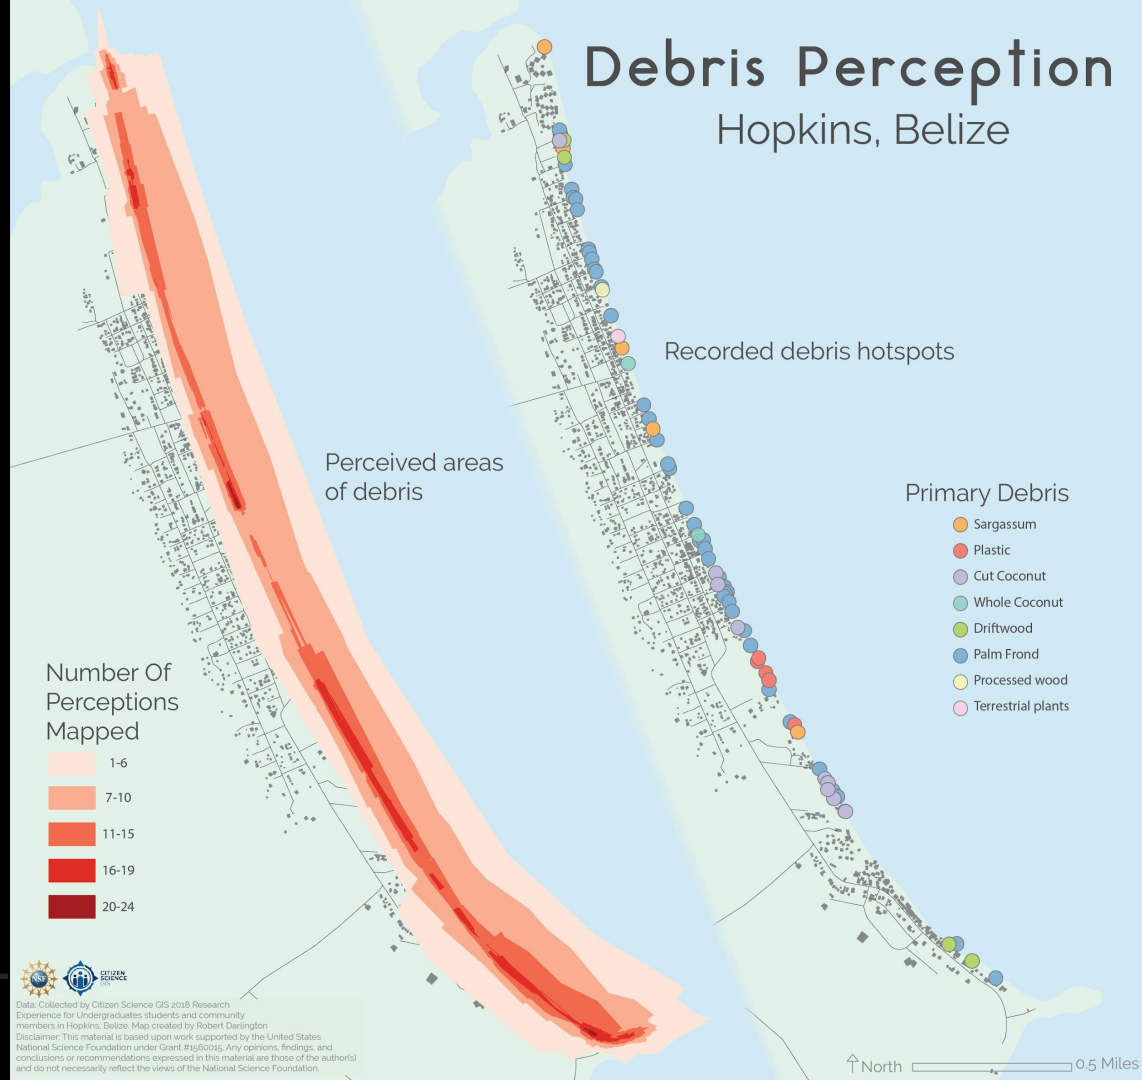 Debris Perception
Hopkins, Belize
Recorded debris hotspots
Perceived areas
of debris
Primary Debris
Sargassum
Plastic
Cut Coconut
Whole Coconut
Driftwood
Palm Frond
Processed wood
Terrestrial plants
Number Of
Perceptions
Mapped
1-6
7-10
11-15
16-19
20-24
NSF
CITIZEN
SCIENCE
GIS
Data: Collected by Citizen Science GIS 2018 Research
Experience for Undergraduates students and community
members in Hopkins, Belize. Map created by Robert Darlington
Disclaimer: This material is based upon work supported by the United States
National Science Foundation under Grant #1560015. Any opinions, findings, and
conclusions or recommendations expressed in this material are those of the author(s)
and do not necessarily reflect the views of the National Science Foundation.
North
0.5 Miles